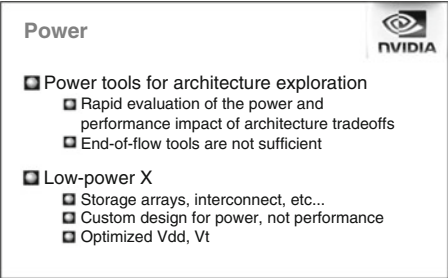 Power
NVIDIA
Power tools for architecture exploration
Rapid evaluation of the power and
performance impact of architecture tradeoffs
End-of-flow tools are not sufficient
Low-power X
Storage arrays, interconnect, etc...
Custom design for power, not performance
Optimized Vdd, Vt